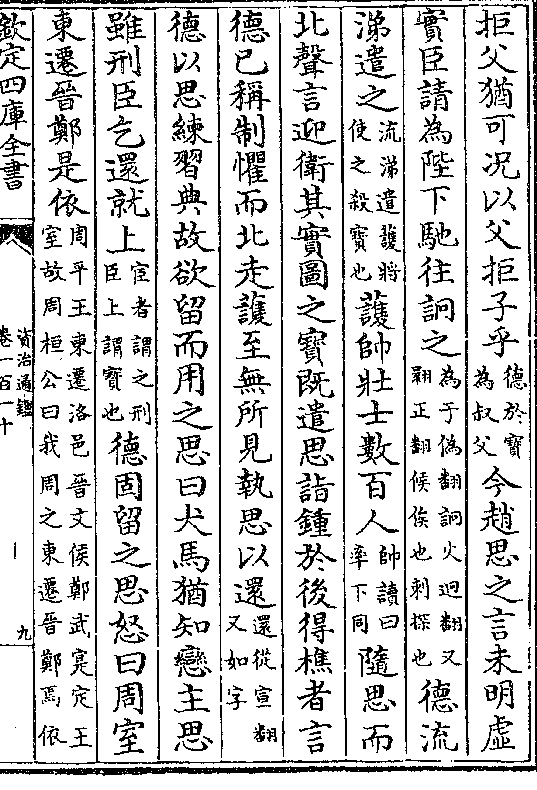 拒父猶可况以父拒子乎德於寶為叔父今趙思之言未明虛
實臣請為陛下馳往詗之為于偽翻詗火迥翻又翾正翻候俟也刺探也德流
涕遣之流涕遣䕶將使之殺寶也䕶帥壯士數百人帥讀曰率下同隨思而
北聲言迎衛其實圖之寶既遣思詣鍾於後得樵者言
德已稱制懼而北走䕶至無所見執思以還還從宣翻又如字
德以思練習典故欲留而用之思曰犬馬猶知戀主思
雖刑臣乞還就上宦者謂之刑臣上謂寶也德固留之思怒曰周室
東遷晉鄭是依周平王東遷洛邑晉文侯鄭武寔定王室故周桓公曰我周之東遷晉鄭焉依
欽定四庫全書
資治通鑑
卷一百一十
九